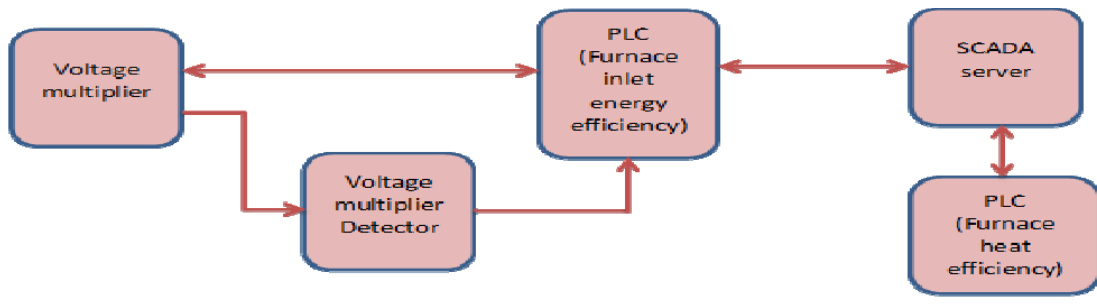 Voltage
multiplier
PLC
(Furnace
inlet
energy
efficiency)
SCADA
server
Voltage
multiplier
Detector
PLC
(Furnace
heat
efficiency)